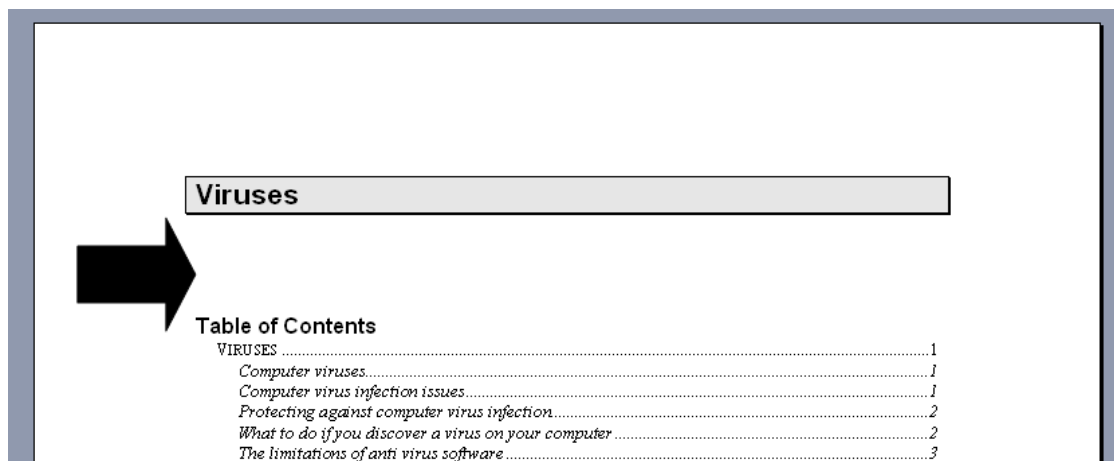 Viruses
Table of Contents
VIRUSES ........................................................................ 1
Computer viruses ........................................................................ 1
Computer virus infection issues ........................................................................ 1
Protecting against computer virus infection ........................................................................ 2
What to do if you discover a virus on your computer ........................................................................ 2
The limitations of anti virus software ........................................................................ 3